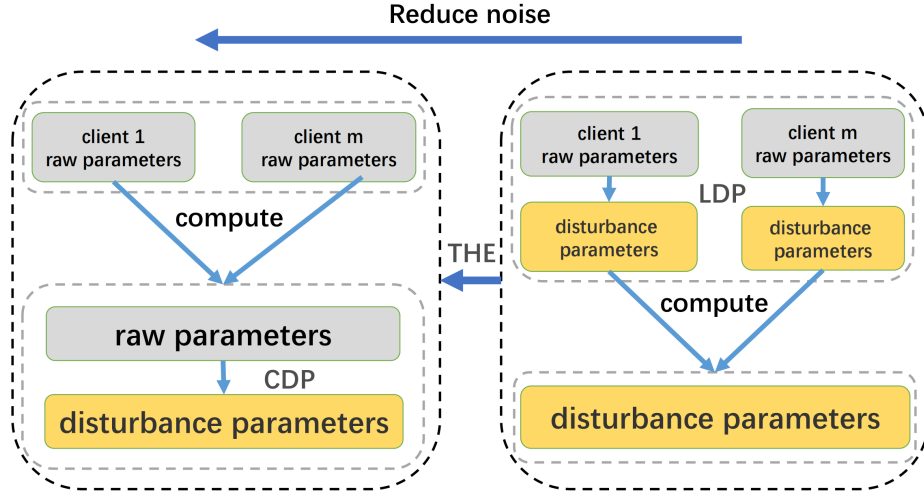 Reduce noise
client 1
raw parameters
client m
raw parameters
compute
raw parameters
CDP
disturbance parameters
THE
client 1
raw parameters
client m
raw parameters
LDP
disturbance
parameters
disturbance
parameters
compute
disturbance parameters